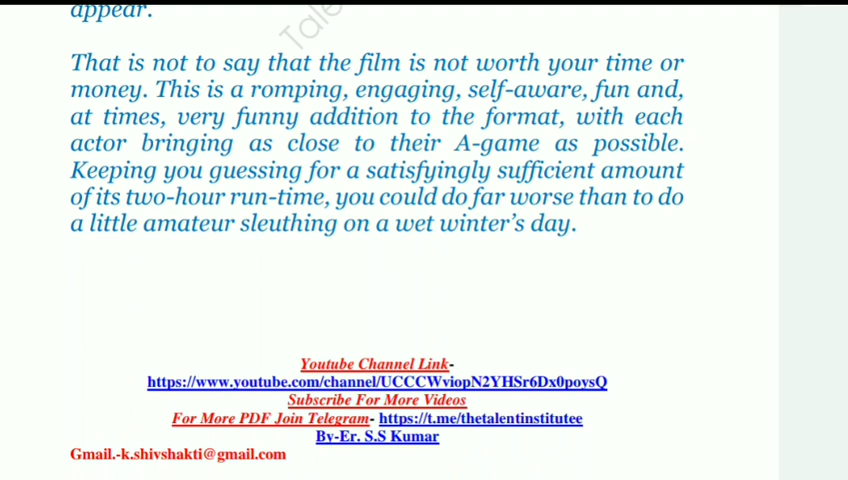 appear.
That is not to say that the film is not worth your time or
money. This is a romping, engaging, self-aware, fun and,
at times, very funny addition to the format, with each
actor bringing as close to their A-game as possible.
Keeping you guessing for a satisfyingly sufficient amount
of its two-hour run-time, you could do far worse than to do
a little amateur sleuthing on a wet winter's day.
Youtube Channel Link-
https://www.youtube.com/channel/UCCCWviopN2YHSr6Dx0poysQ
Subscribe For More Videos
For More PDF Join Telegram- https://t.me/thetalentinstitutee
By-Er. S.S Kumar
Gmail.-k.shivshakti@gmail.com